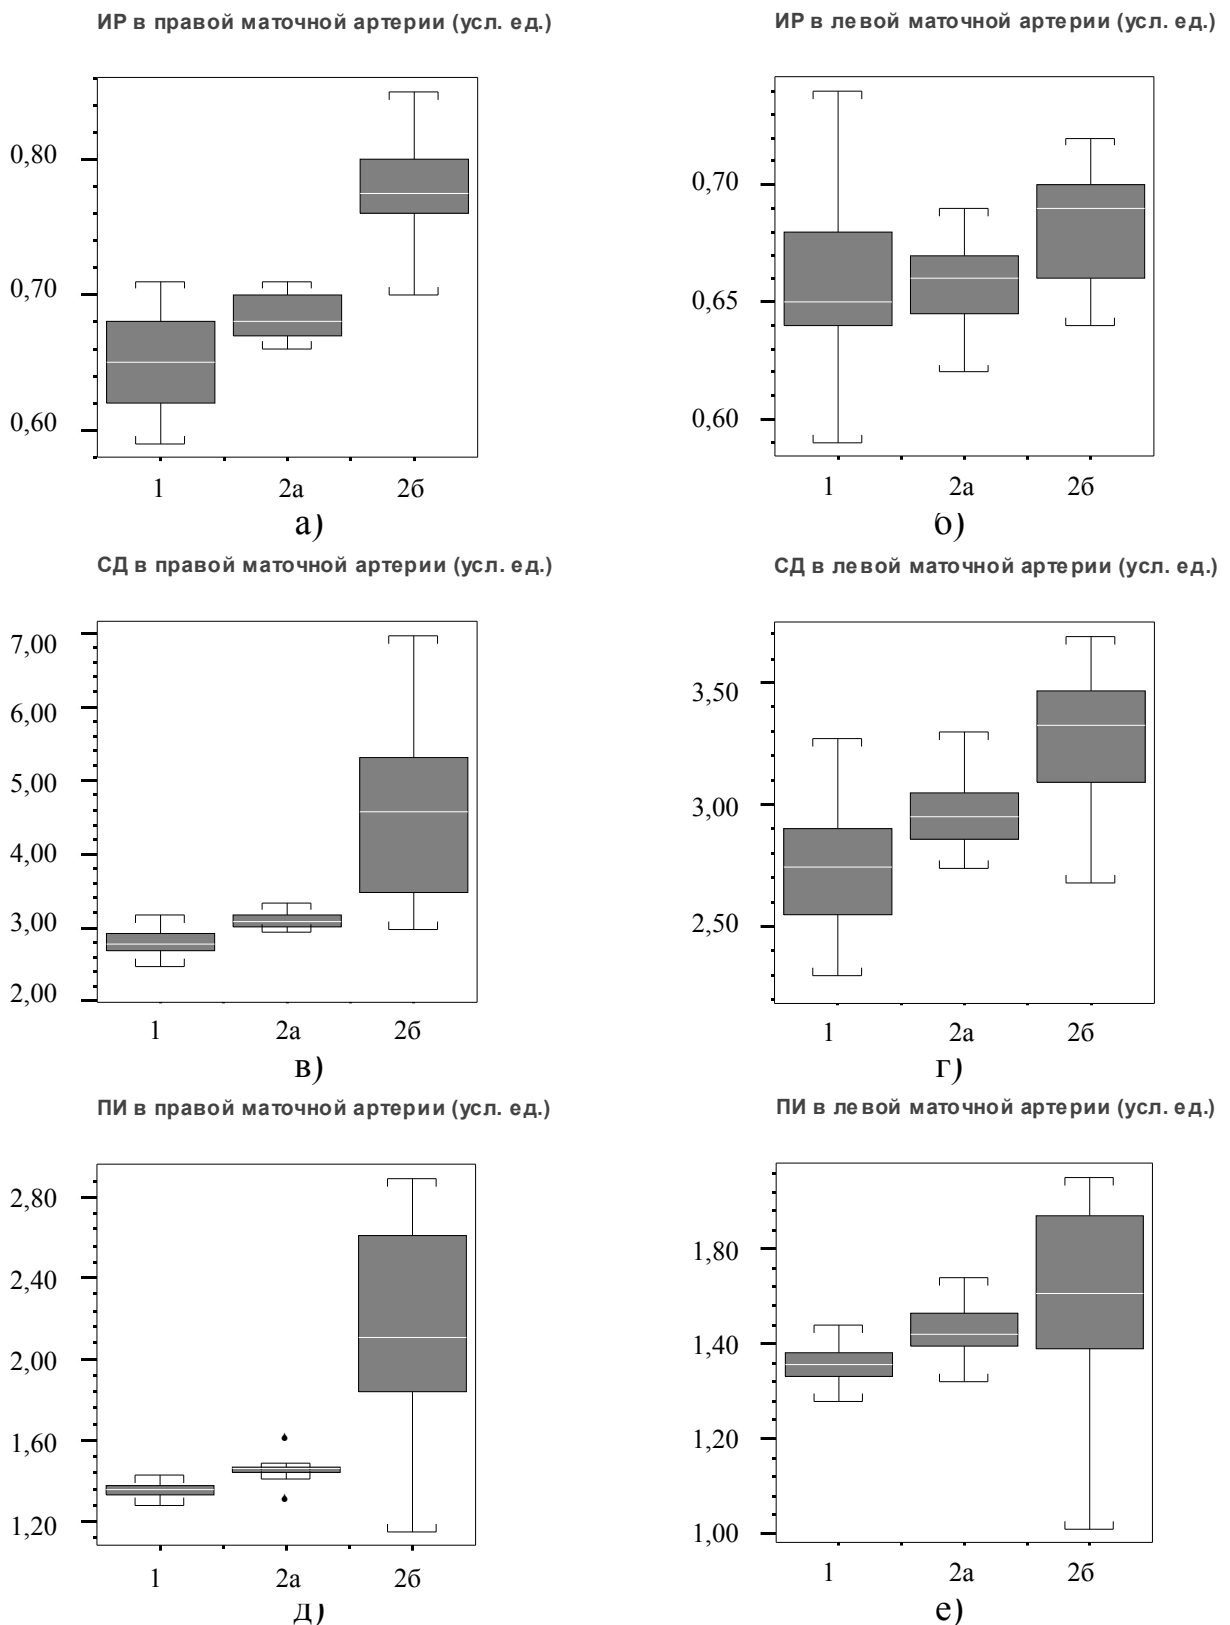 ИР в правой маточной артерии (усл. ед.)
0,80
0,70
0,60
1 2а 2б
а)
ИР в левой маточной артерии (усл. ед.)
0,70
0,65
0,60
1 2а 2б
б)
СД в правой маточной артерии (усл. ед.)
7,00
6,00
5,00
4,00
3,00
2,00
1 2а 2б
в)
СД в левой маточной артерии (усл. ед.)
3,50
3,00
2,50
1 2а 2б
г)
ПИ в правой маточной артерии (усл. ед.)
2,80
2,40
2,00
1,60
1,20
1 2а 2б
д)
ПИ в левой маточной артерии (усл. ед.)
1,80
1,40
1,20
1,00
1 2а 2б
е)